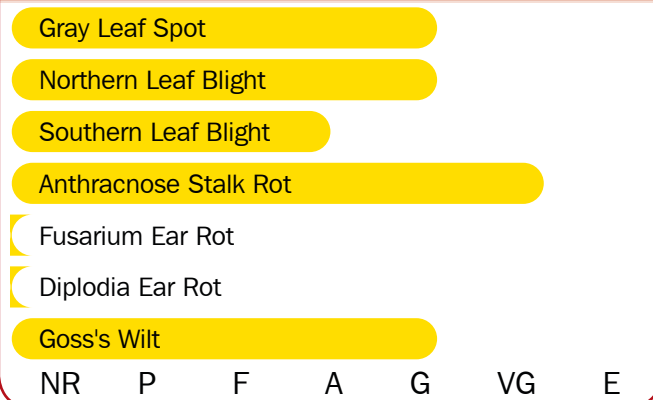 Gray Leaf Spot
Northern Leaf Blight
Southern Leaf Blight
Anthracnose Stalk Rot
Fusarium Ear Rot
Diplodia Ear Rot
Goss's Wilt
NR P F A G VG E